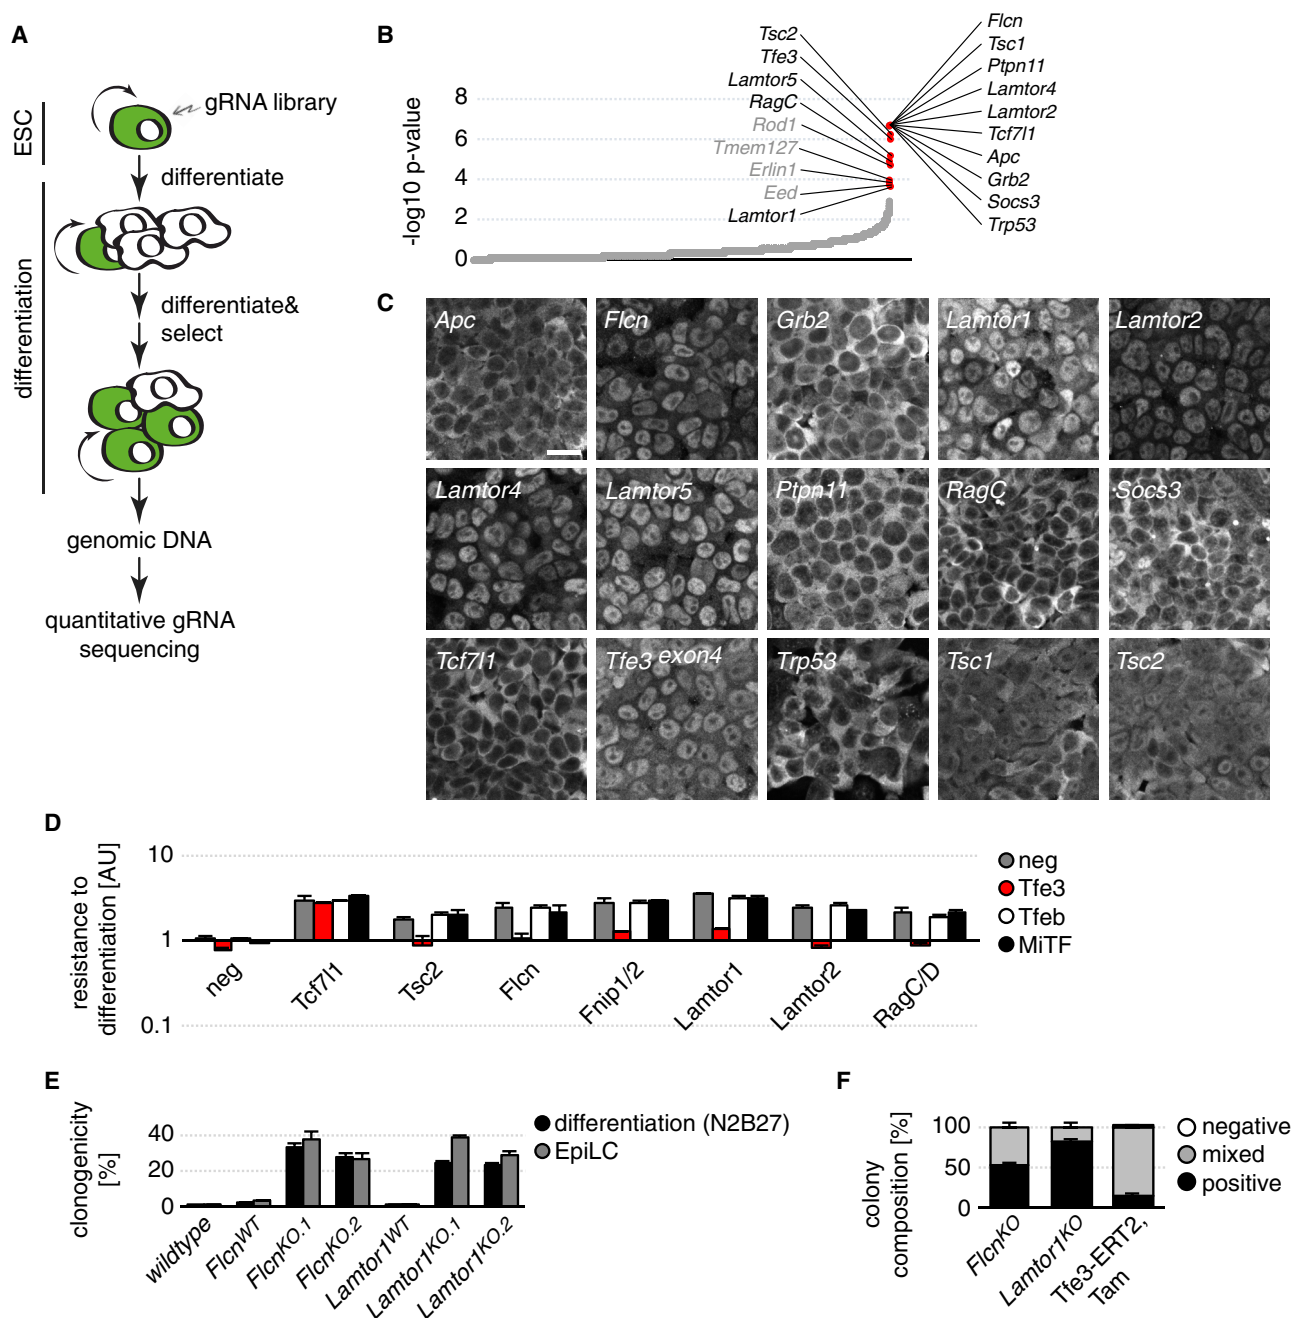 A
gRNA library
ESC
differentiate
differentiation
differentiate&
select
genomic DNA
quantitative gRNA
sequencing
B
-log10 p-value
8
6
4
2
0
Tsc2
Tfe3
Lamtor5
RagC
Rod1
Tmem127
Erlin1
Eed
Lamtor1
Flcn
Tsc1
Ptpn11
Lamtor4
Lamtor2
Tcf7l1
Apc
Grb2
Socs3
Trp53
C
Apc
Flcn
Grb2
Lamtor1
Lamtor2
Lamtor4
Lamtor5
Ptpn11
RagC
Socs3
Tcf7l1
Tfe3 exon4
Trp53
Tsc1
Tsc2
D
resistance to
differentiation [AU]
10
1
0.1
neg
Tcf7l1
Tsc2
Flcn
Fnip1/2
Lamtor1
Lamtor2
RagC/D
neg
Tfe3
Tfeb
MiTF
E
clonogenicity
[%]
40
20
0
wildtype
FlcnWT
FlcnKO.1
FlcnKO.2
Lamtor1WT
Lamtor1KO.1
Lamtor1KO.2
differentiation (N2B27)
EpiLC
F
colony
composition [%]
100
50
0
FlcnKO
Lamtor1KO
Tfe3-ERT2,
Tam
negative
mixed
positive